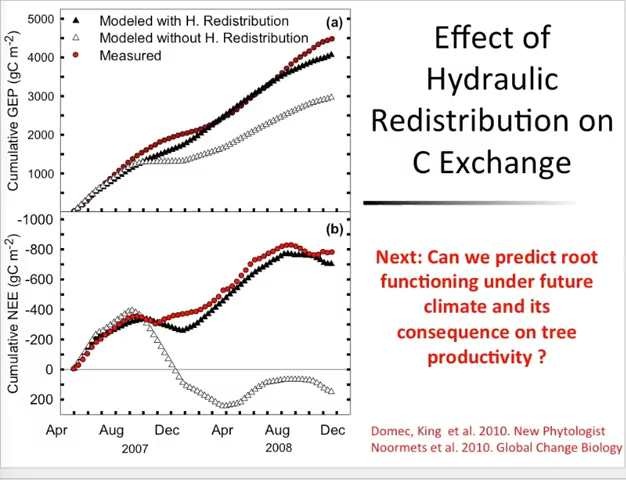 Effect of
Hydraulic
Redistribution on
C Exchange
Modeled with H. Redistribution
Modeled without H. Redistribution
Measured
(a)
Cumulative GEP (gC m-2)
5000
4000
3000
2000
1000
(b)
Cumulative NEE (gC m-2)
-1000
-800
-600
-400
-200
0
200
Apr Aug Dec Apr Aug Dec
2007 2008
Next: Can we predict root
functioning under future
climate and its
consequence on tree
productivity ?
Domec, King et al. 2010. New Phytologist
Noormets et al. 2010. Global Change Biology